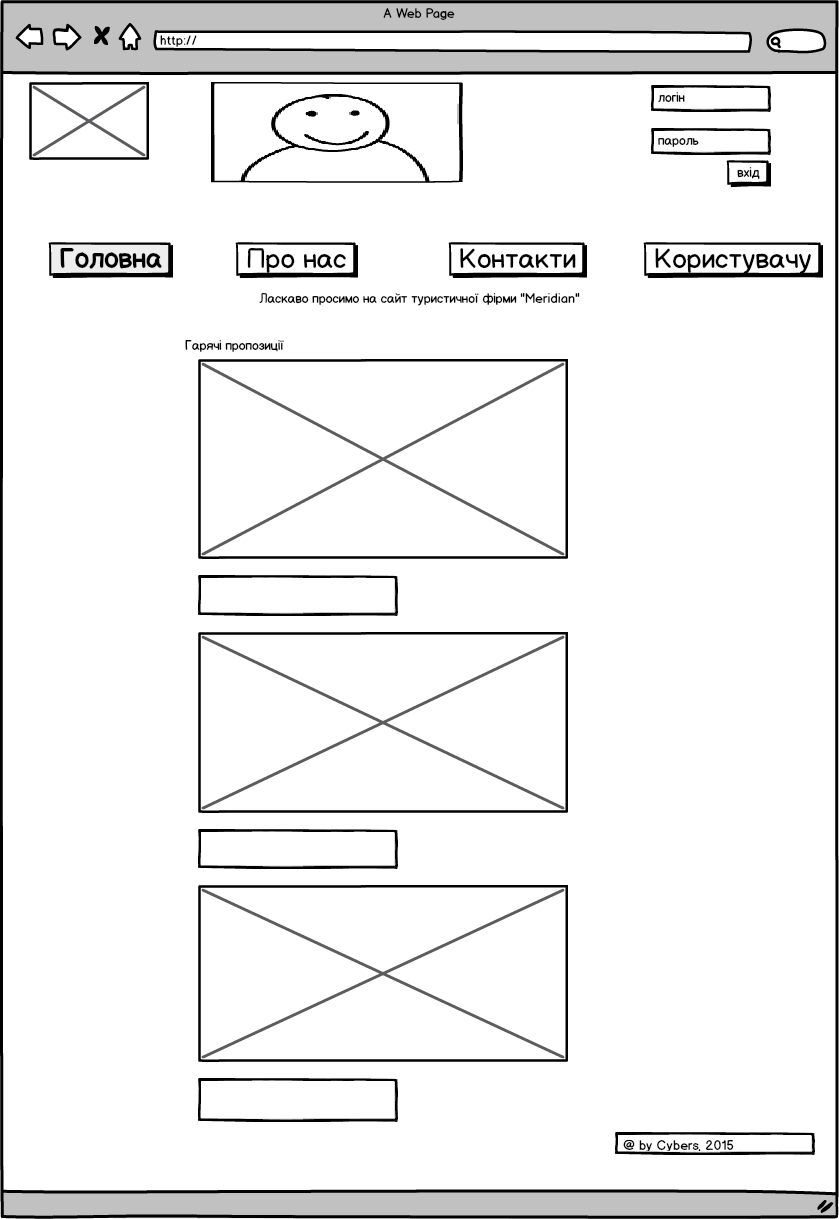 A Web Page
http://
логін
пароль
вхід
Головна
Про нас
Контакти
Користувачу
Ласкаво просимо на сайт туристичної фірми "Meridian"
Гарячі пропозиції
@ by Cybers, 2015